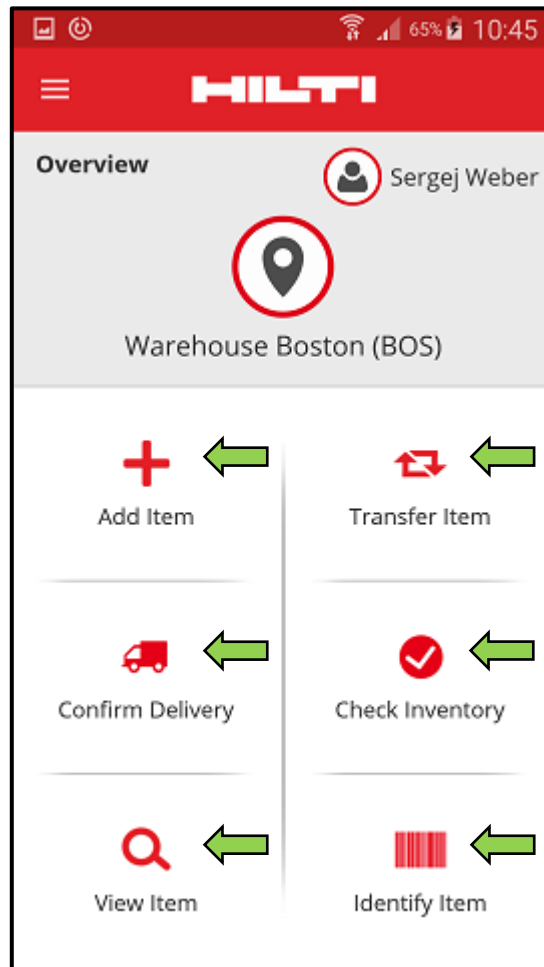 65% 10:45
HILTI
Overview
Sergej Weber
Warehouse Boston (BOS)
Add Item
Transfer Item
Confirm Delivery
Check Inventory
View Item
Identify Item